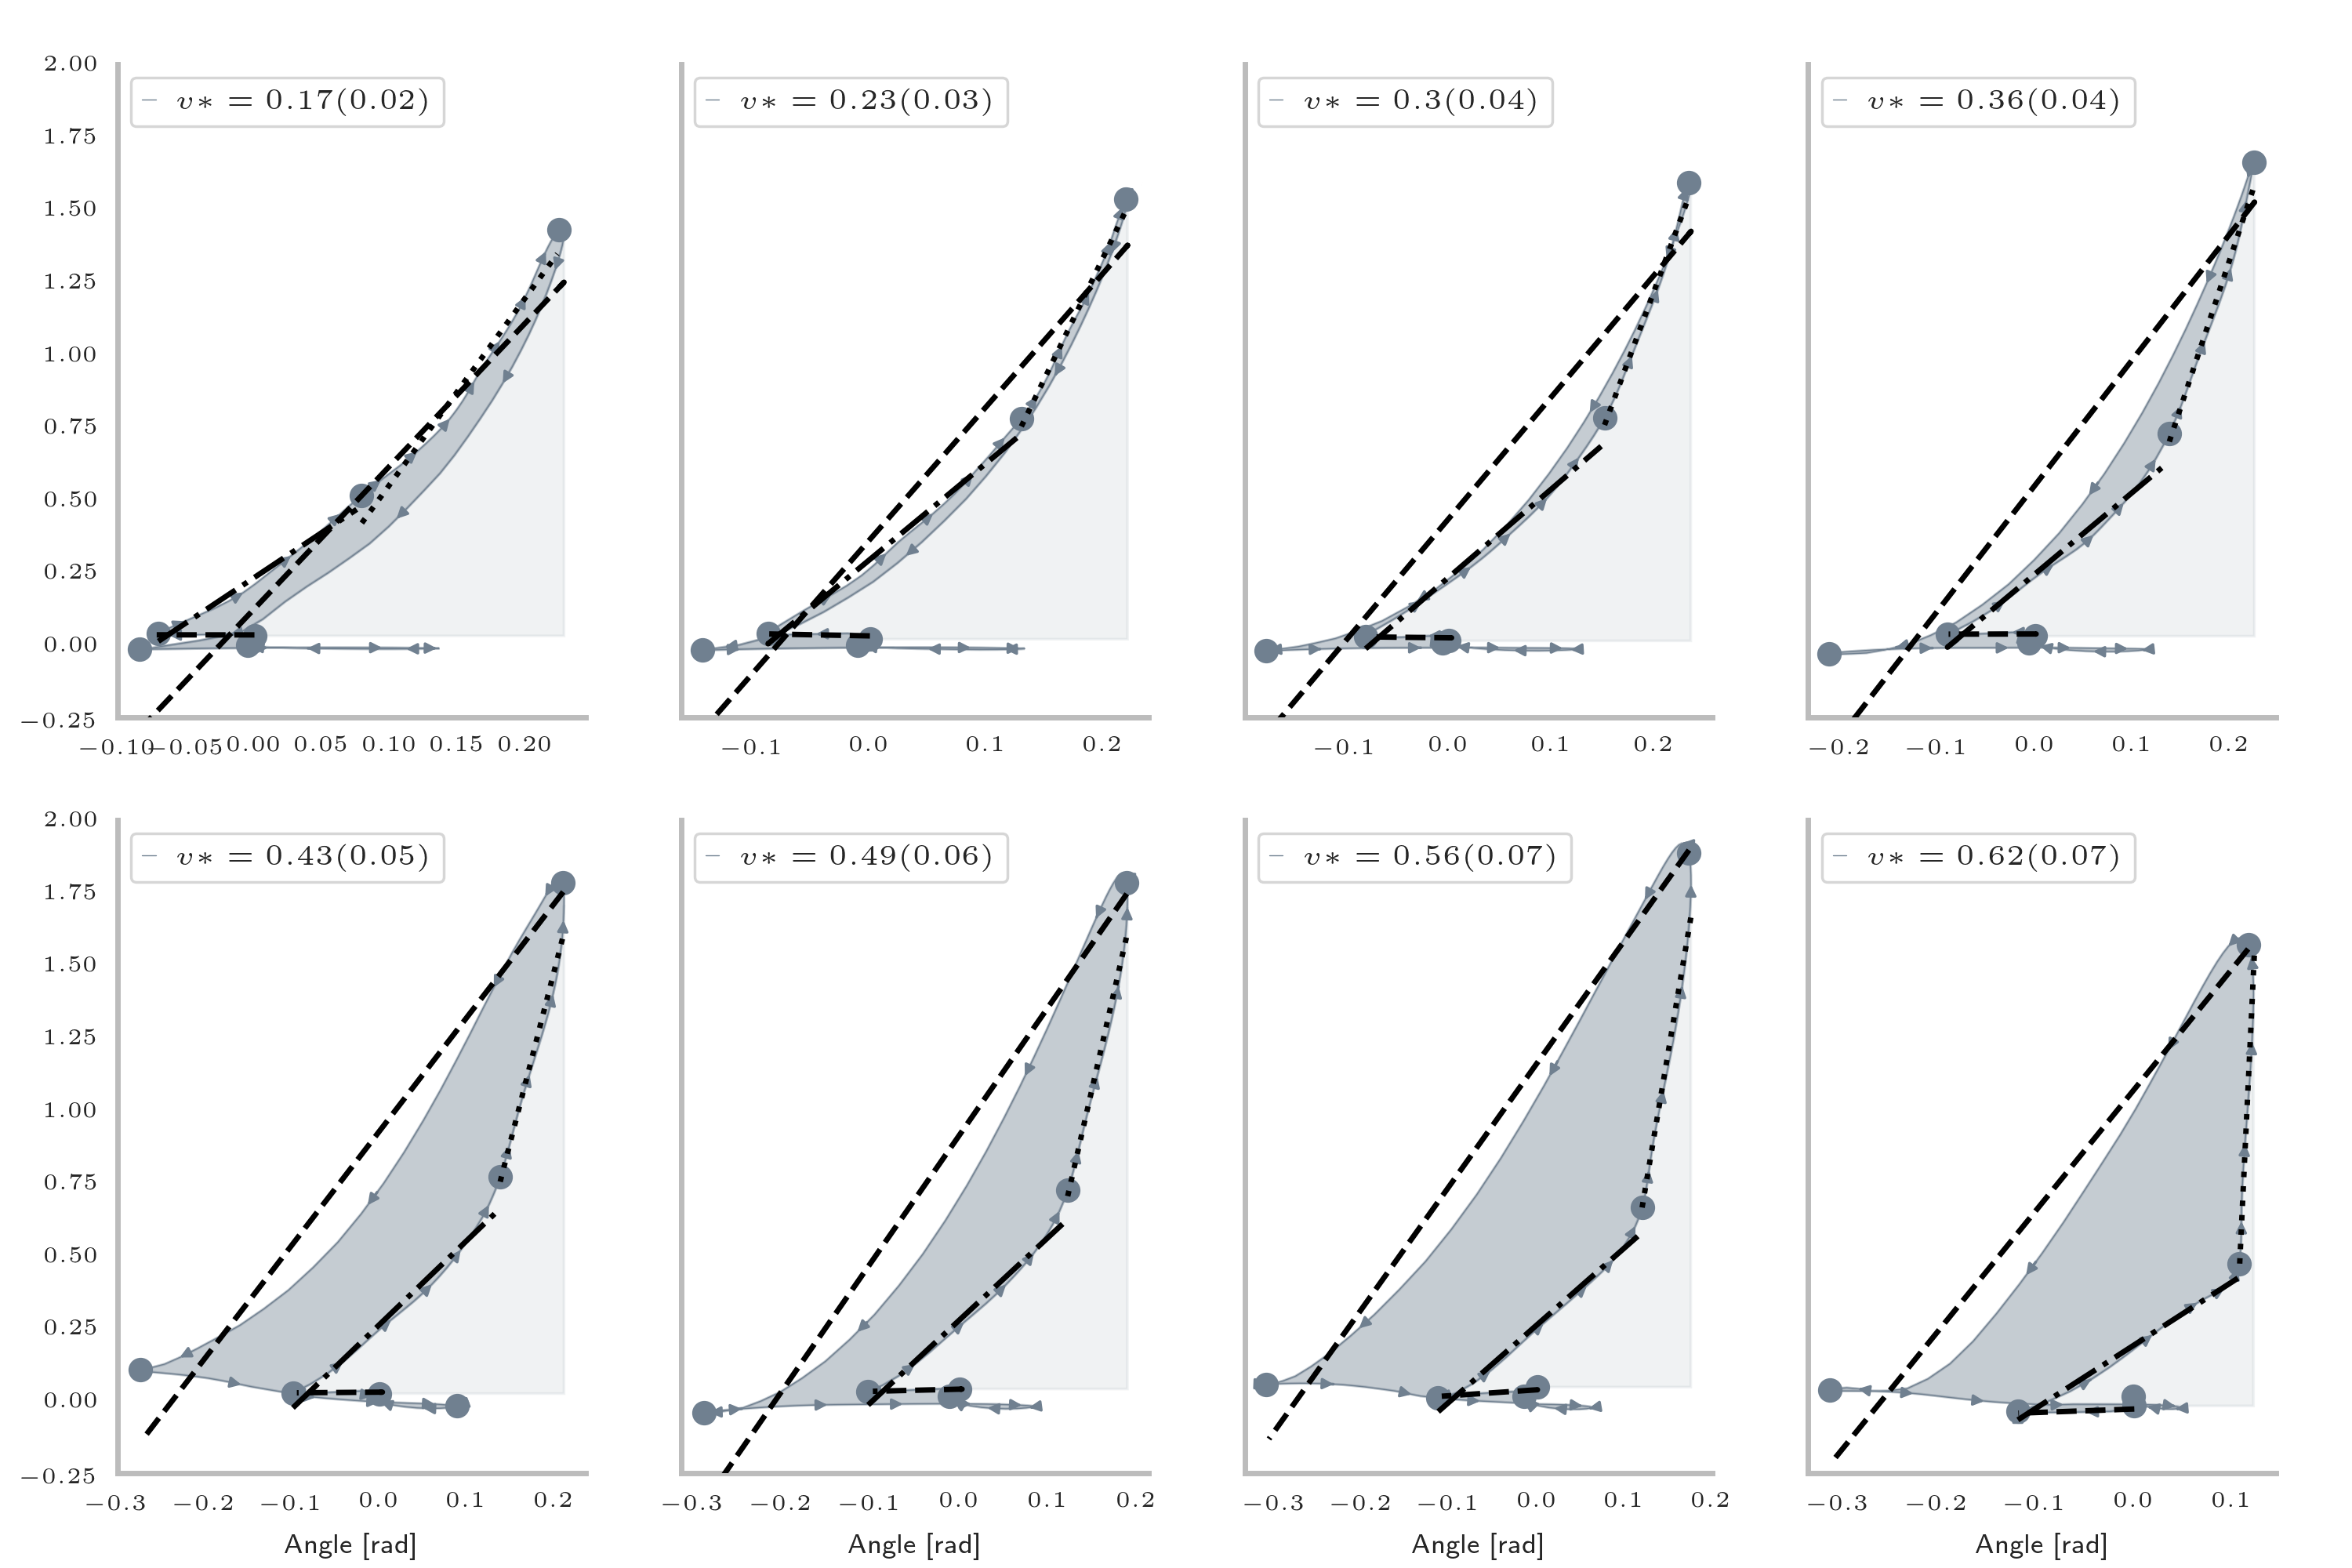 2.00
1.75
1.50
1.25
1.00
0.75
0.50
0.25
0.00
−0.25
v∗ = 0.17(0.02)
−0.10 −0.05 0.00 0.05 0.10 0.15 0.20
v∗ = 0.23(0.03)
−0.1 0.0 0.1 0.2
v∗ = 0.3(0.04)
−0.1 0.0 0.1 0.2
v∗ = 0.36(0.04)
−0.2 −0.1 0.0 0.1 0.2
2.00
1.75
1.50
1.25
1.00
0.75
0.50
0.25
0.00
−0.25
v∗ = 0.43(0.05)
−0.3 −0.2 −0.1 0.0 0.1 0.2
Angle [rad]
v∗ = 0.49(0.06)
−0.3 −0.2 −0.1 0.0 0.1 0.2
Angle [rad]
v∗ = 0.56(0.07)
−0.3 −0.2 −0.1 0.0 0.1 0.2
Angle [rad]
v∗ = 0.62(0.07)
−0.3 −0.2 −0.1 0.0 0.1
Angle [rad]